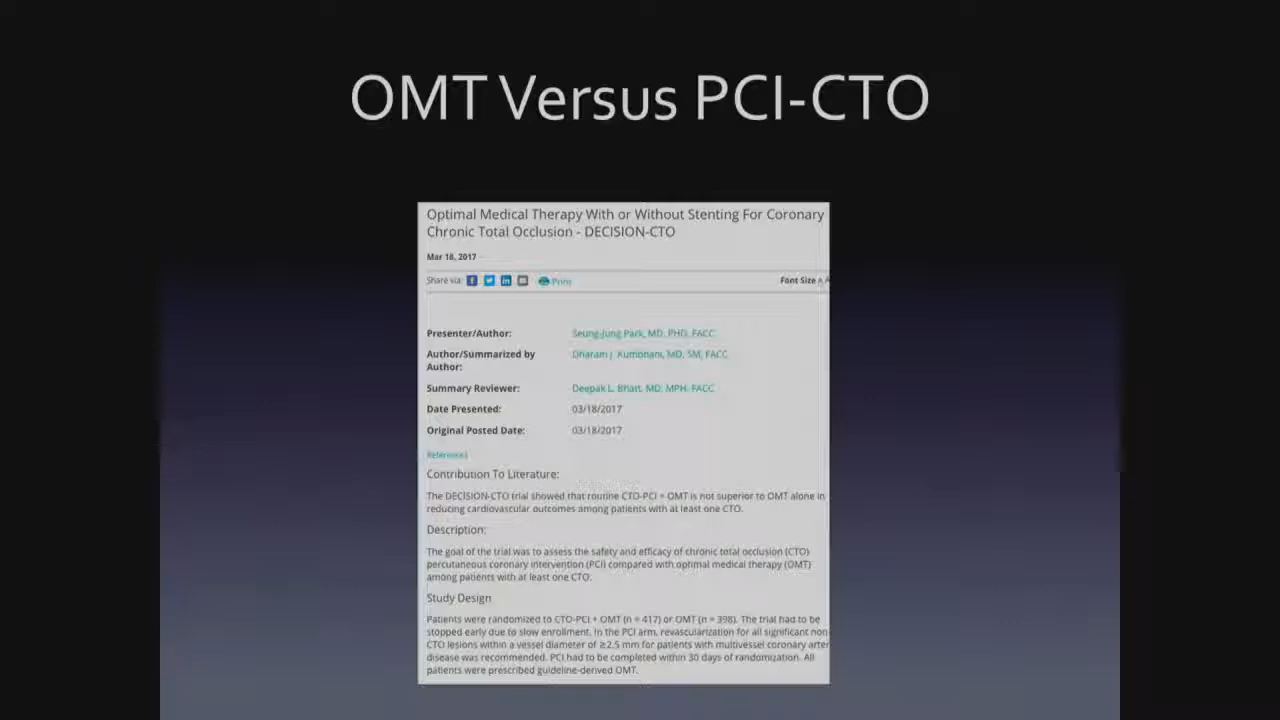 OMT Versus PCI-CTO
Optimal Medical Therapy With or Without Stenting For Coronary
Chronic Total Occlusion - DECISION-CTO
Mar 18, 2017
Share via: Print Font Size A A
Presenter/Author: Seung-Jung Park, MD, PHD, FACC
Author/Summarized by Dharam J. Kumbhani, MD, SM, FACC
Author:
Summary Reviewer: Deepak L. Bhatt, MD, MPH, FACC
Date Presented: 03/18/2017
Original Posted Date: 03/18/2017
References
Contribution To Literature:
The DECISION-CTO trial showed that routine CTO-PCI + OMT is not superior to OMT alone in
reducing cardiovascular outcomes among patients with at least one CTO.
Description:
The goal of the trial was to assess the safety and efficacy of chronic total occlusion (CTO)
percutaneous coronary intervention (PCI) compared with optimal medical therapy (OMT)
among patients with at least one CTO.
Study Design
Patients were randomized to CTO-PCI + OMT (n = 417) or OMT (n = 398). The trial had to be
stopped early due to slow enrollment. In the PCI arm, revascularization for all significant non-
CTO lesions within a vessel diameter of ≥2.5 mm for patients with multivessel coronary arter
disease was recommended. PCI had to be completed within 30 days of randomization. All
patients were prescribed guideline-derived OMT.